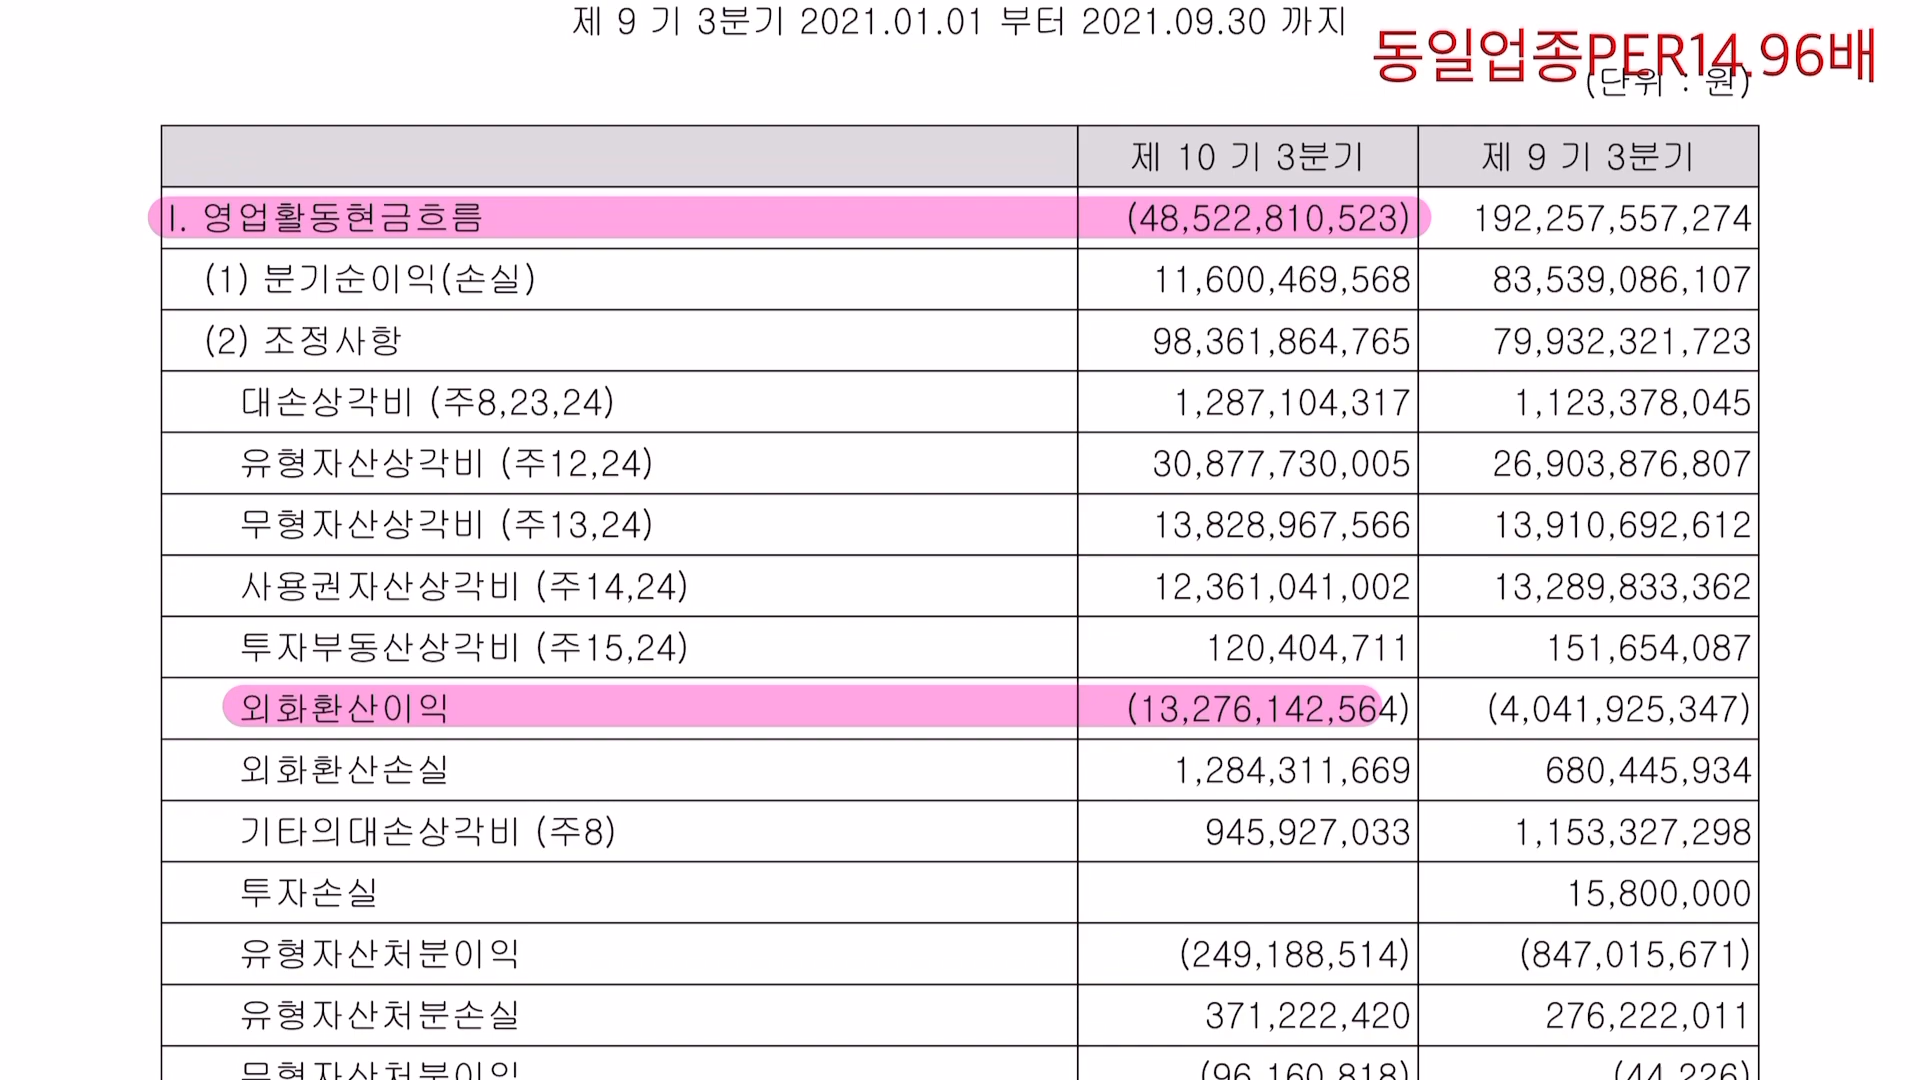 제 9 기 3분기 2021.01.01 부터 2021.09.30 까지
동일업종PER14.96배
(단위 : 원)
제 10 기 3분기 제 9 기 3분기
Ⅰ. 영업활동현금흐름 (48,522,810,523) 192,257,557,274
(1) 분기순이익(손실) 11,600,469,568 83,539,086,107
(2) 조정사항 98,361,864,765 79,932,321,723
대손상각비 (주8,23,24) 1,287,104,317 1,123,378,045
유형자산상각비 (주12,24) 30,877,730,005 26,903,876,807
무형자산상각비 (주13,24) 13,828,967,566 13,910,692,612
사용권자산상각비 (주14,24) 12,361,041,002 13,289,833,362
투자부동산상각비 (주15,24) 120,404,711 151,654,087
외화환산이익 (13,276,142,564) (4,041,925,347)
외화환산손실 1,284,311,669 680,445,934
기타의대손상각비 (주8) 945,927,033 1,153,327,298
투자손실 15,800,000
유형자산처분이익 (249,188,514) (847,015,671)
유형자산처분손실 371,222,420 276,222,011
무형자산처분이익 (96,160,818) (44,226)